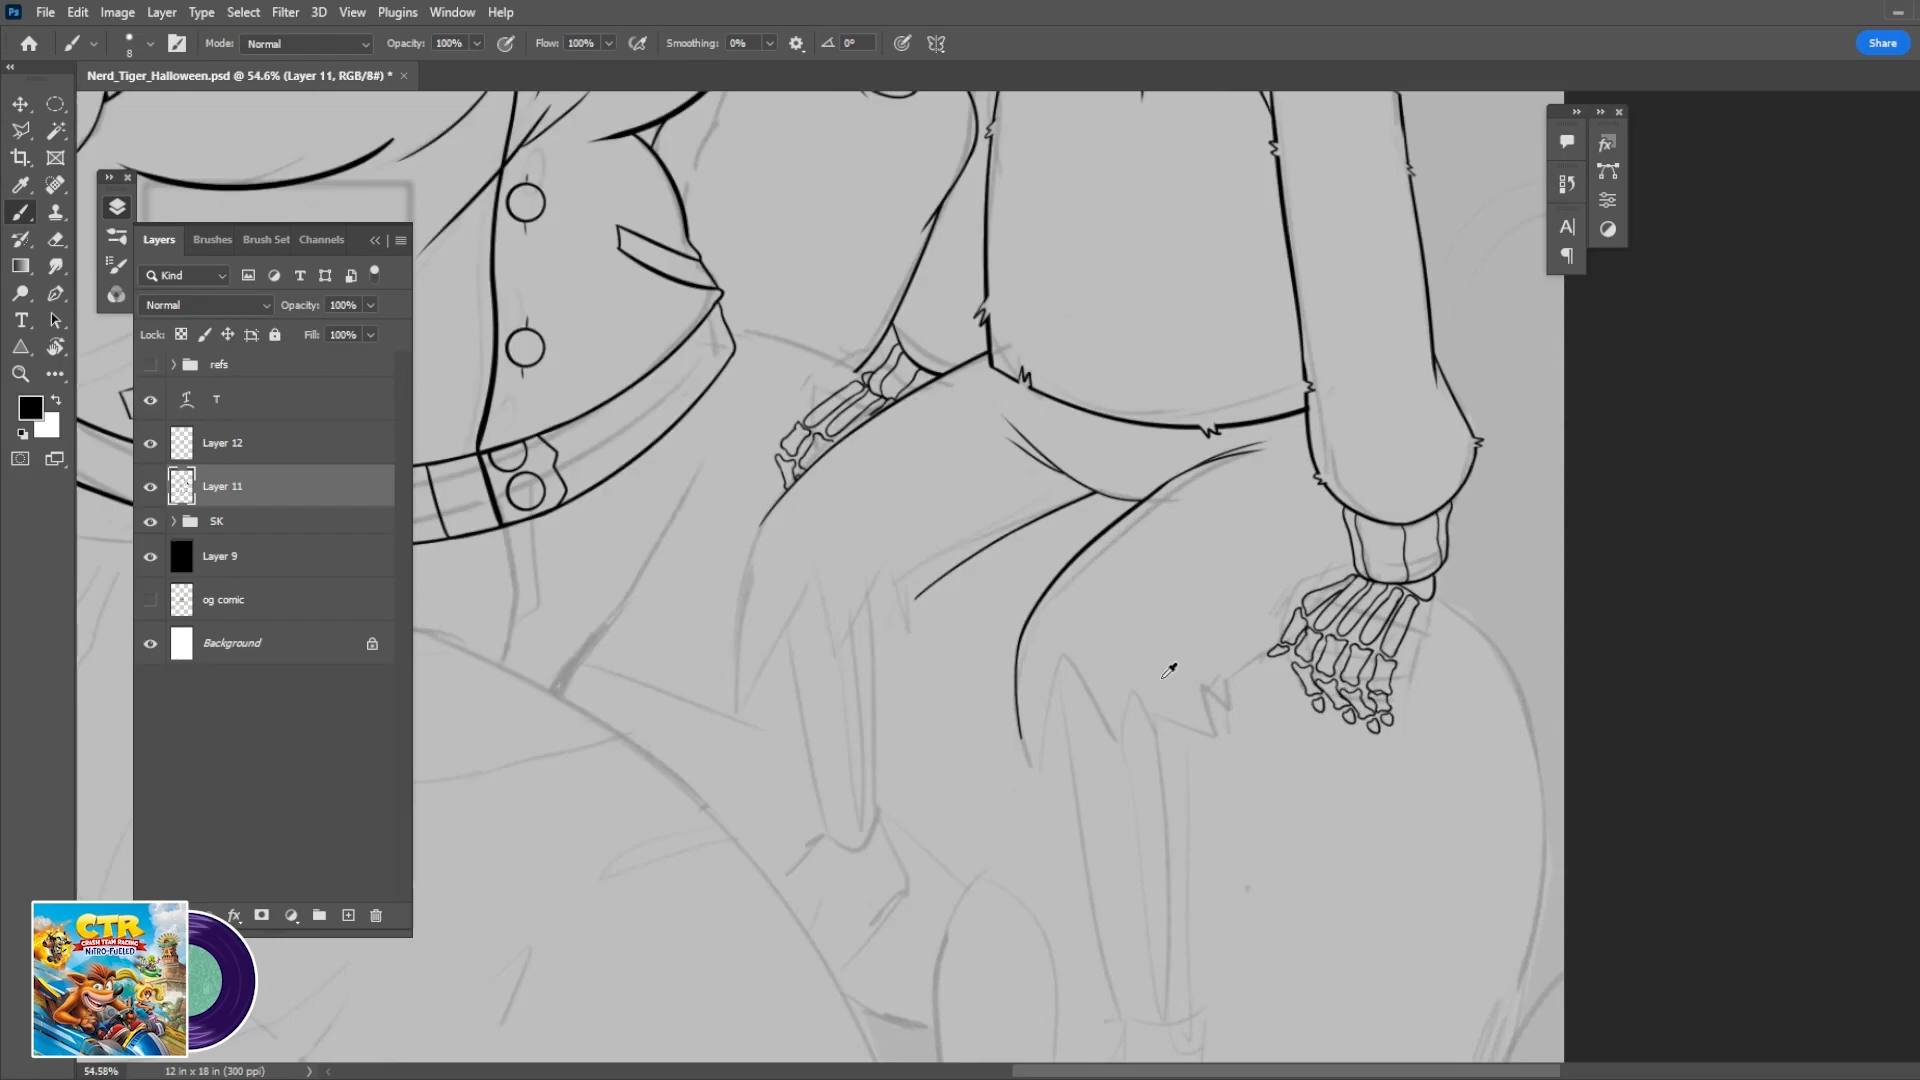 Ps File Edit Image Layer Type Select Filter 3D View Plugins Window Help
8 Mode: Normal Opacity: 100% Flow: 100% Smoothing: 0% 0° Share
Nerd_Tiger_Halloween.psd @ 54.6% (Layer 11, RGB/8#) *
Layers Brushes Brush Set Channels
Kind
Normal Opacity: 100%
Lock: Fill: 100%
refs
T
Layer 12
Layer 11
SK
Layer 9
og comic
Background
fx
CTR
CRASH TEAM RACING
NITRO-FUELED
54.58% 12 in x 18 in (300 ppi)